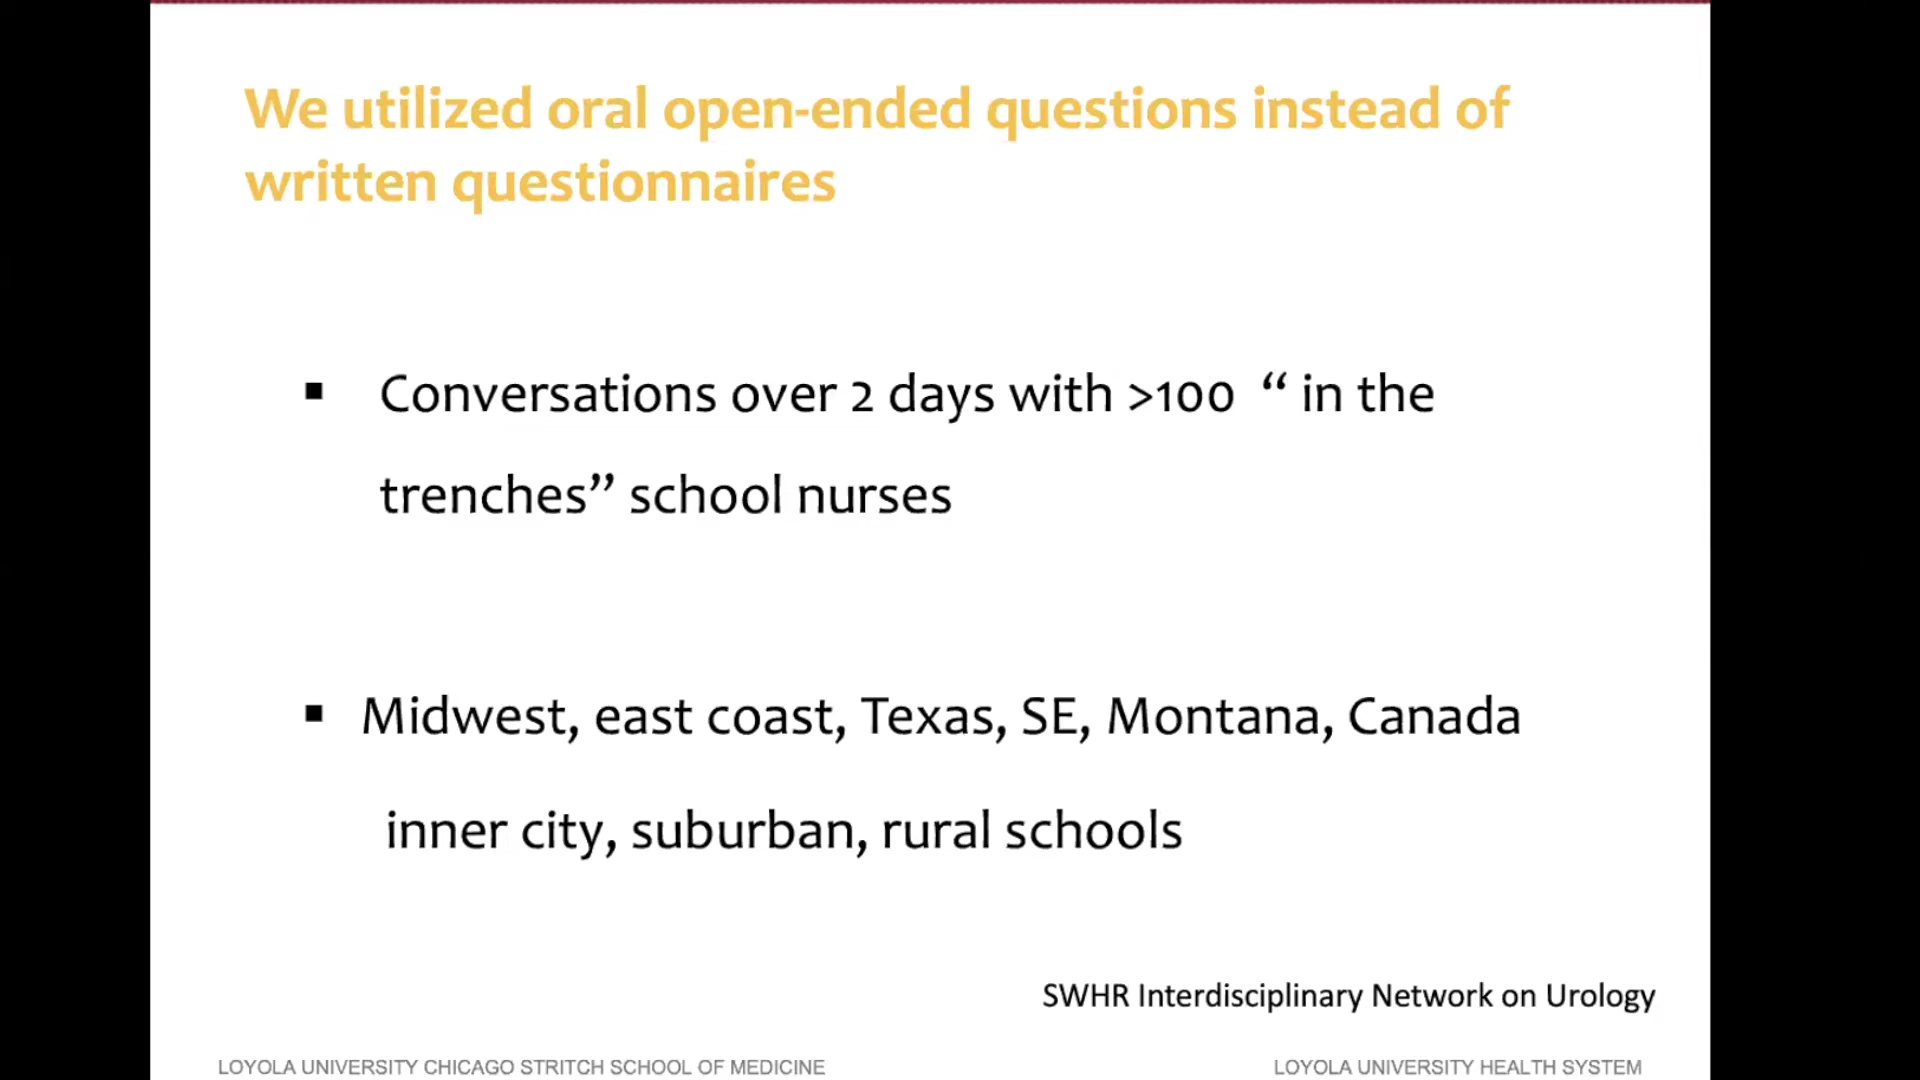 We utilized oral open-ended questions instead of
written questionnaires
▪ Conversations over 2 days with >100 “ in the
trenches” school nurses
▪ Midwest, east coast, Texas, SE, Montana, Canada
inner city, suburban, rural schools
SWHR Interdisciplinary Network on Urology
LOYOLA UNIVERSITY CHICAGO STRITCH SCHOOL OF MEDICINE
LOYOLA UNIVERSITY HEALTH SYSTEM